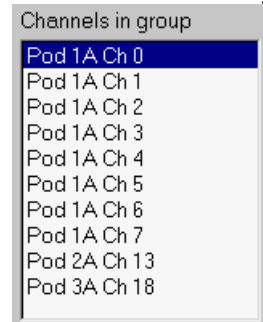 Channels in group
Pod 1A Ch 0
Pod 1A Ch 1
Pod 1A Ch 2
Pod 1A Ch 3
Pod 1A Ch 4
Pod 1A Ch 5
Pod 1A Ch 6
Pod 1A Ch 7
Pod 2A Ch 13
Pod 3A Ch 18